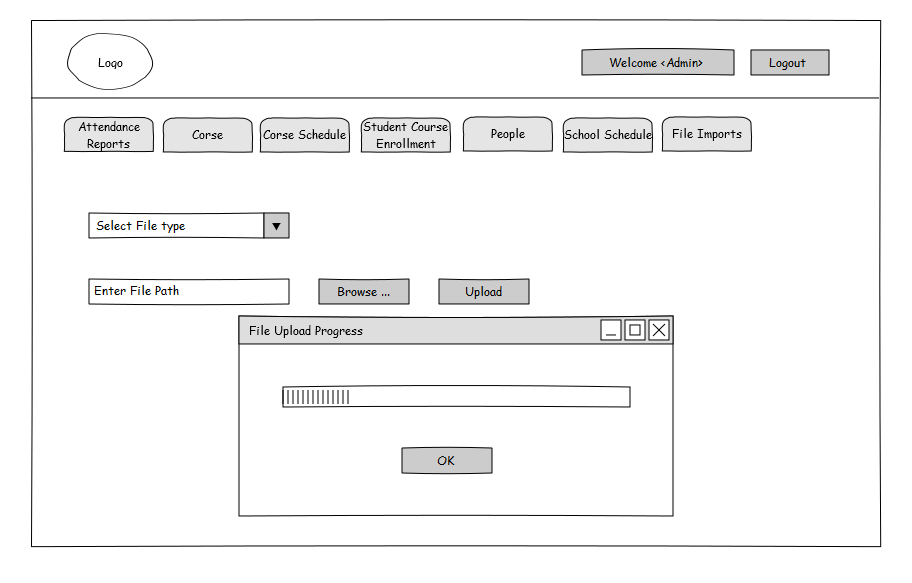 Logo
Welcome <Admin>
Logout
Attendance
Reports
Corse
Corse Schedule
Student Course
Enrollment
People
School Schedule
File Imports
Select File type
Enter File Path
Browse ...
Upload
File Upload Progress
OK